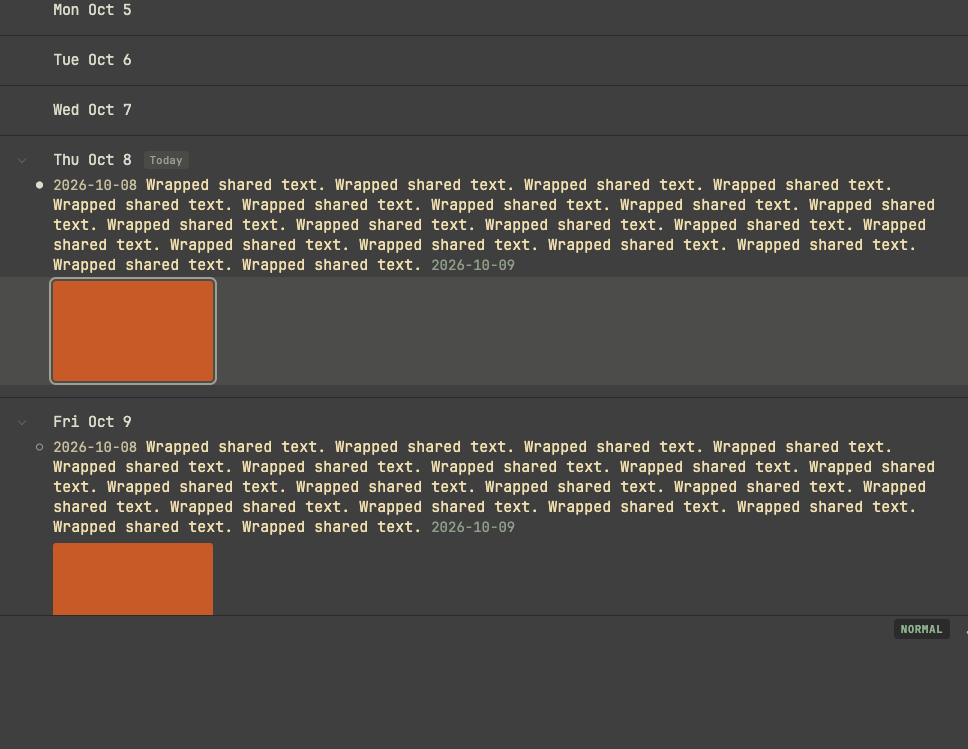 Mon Oct 5
Tue Oct 6
Wed Oct 7
Thu Oct 8 Today
2026-10-08 Wrapped shared text. Wrapped shared text. Wrapped shared text. Wrapped shared text.
Wrapped shared text. Wrapped shared text. Wrapped shared text. Wrapped shared text. Wrapped shared
text. Wrapped shared text. Wrapped shared text. Wrapped shared text. Wrapped shared text. Wrapped
shared text. Wrapped shared text. Wrapped shared text. Wrapped shared text. Wrapped shared text.
Wrapped shared text. Wrapped shared text. 2026-10-09
Fri Oct 9
2026-10-08 Wrapped shared text. Wrapped shared text. Wrapped shared text. Wrapped shared text.
Wrapped shared text. Wrapped shared text. Wrapped shared text. Wrapped shared text. Wrapped shared
text. Wrapped shared text. Wrapped shared text. Wrapped shared text. Wrapped shared text. Wrapped
shared text. Wrapped shared text. Wrapped shared text. Wrapped shared text. Wrapped shared text.
Wrapped shared text. Wrapped shared text. 2026-10-09
NORMAL